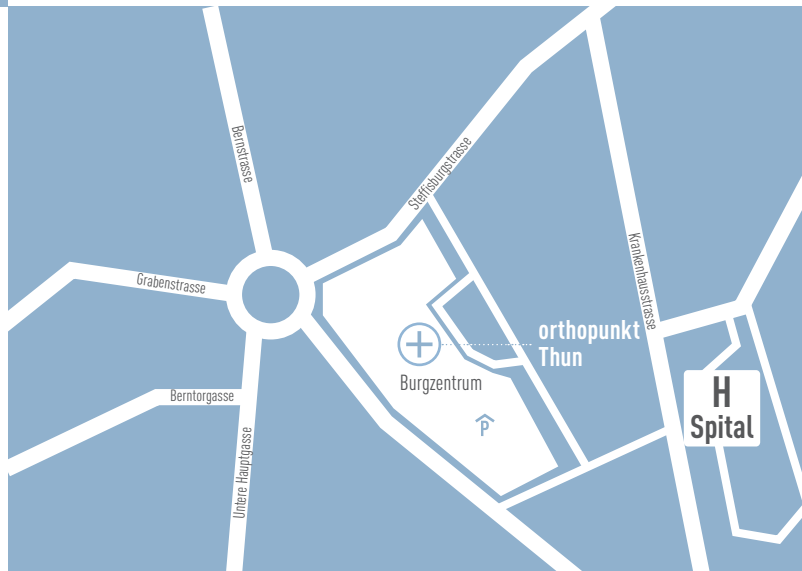 Bernstrasse
Steffisburgstrasse
Krankenhausstrasse
Grabenstrasse
orthopunkt
Thun
Burgzentrum
Berntorgasse
H
Spital
P
Untere Hauptgasse